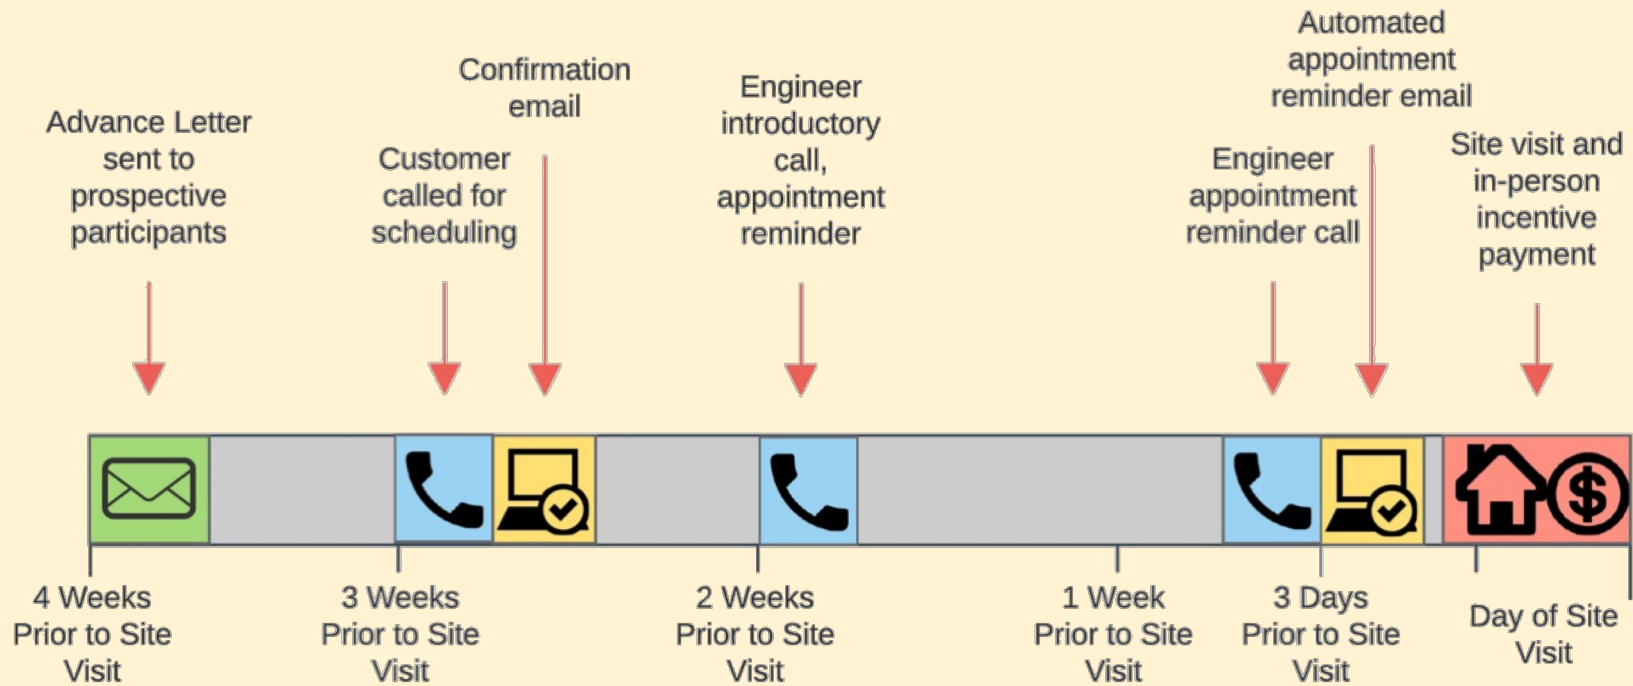 Advance Letter
sent to
prospective
participants
Customer
called for
scheduling
Confirmation
email
Engineer
introductory
call,
appointment
reminder
Engineer
appointment
reminder call
Automated
appointment
reminder email
Site visit and
in-person
incentive
payment
$
4 Weeks
Prior to Site
Visit
3 Weeks
Prior to Site
Visit
2 Weeks
Prior to Site
Visit
1 Week
Prior to Site
Visit
3 Days
Prior to Site
Visit
Day of Site
Visit